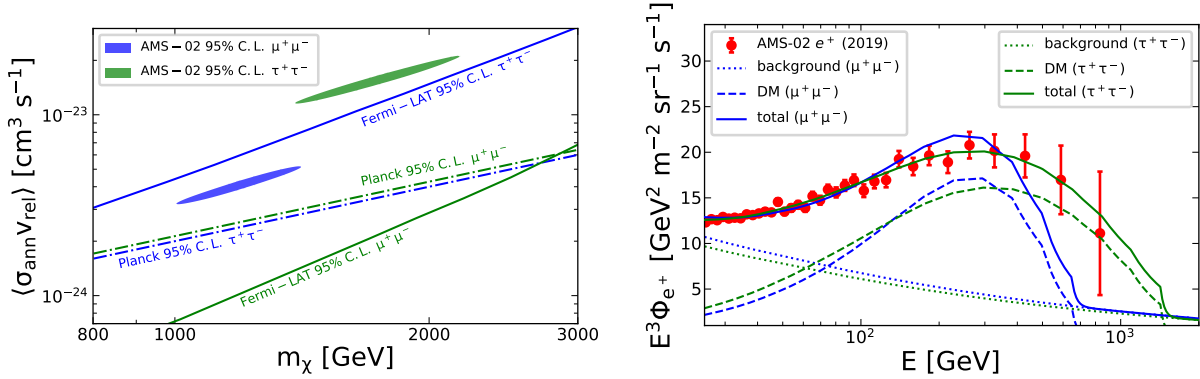 ⟨σ_ann v_rel⟩ [cm³ s⁻¹]
10⁻²³
10⁻²⁴
AMS−02 95% C. L. μ⁺μ⁻
AMS−02 95% C. L. τ⁺τ⁻
Fermi−LAT 95% C. L. τ⁺τ⁻
Planck 95% C. L. μ⁺μ⁻
Planck 95% C. L. τ⁺τ⁻
Fermi−LAT 95% C. L. μ⁺μ⁻
800 1000 2000 3000
m_χ [GeV]
E³Φ_e⁺ [GeV² m⁻² sr⁻¹ s⁻¹]
30
25
20
15
10
5
AMS-02 e⁺ (2019)
background (μ⁺μ⁻)
DM (μ⁺μ⁻)
total (μ⁺μ⁻)
background (τ⁺τ⁻)
DM (τ⁺τ⁻)
total (τ⁺τ⁻)
10² 10³
E [GeV]